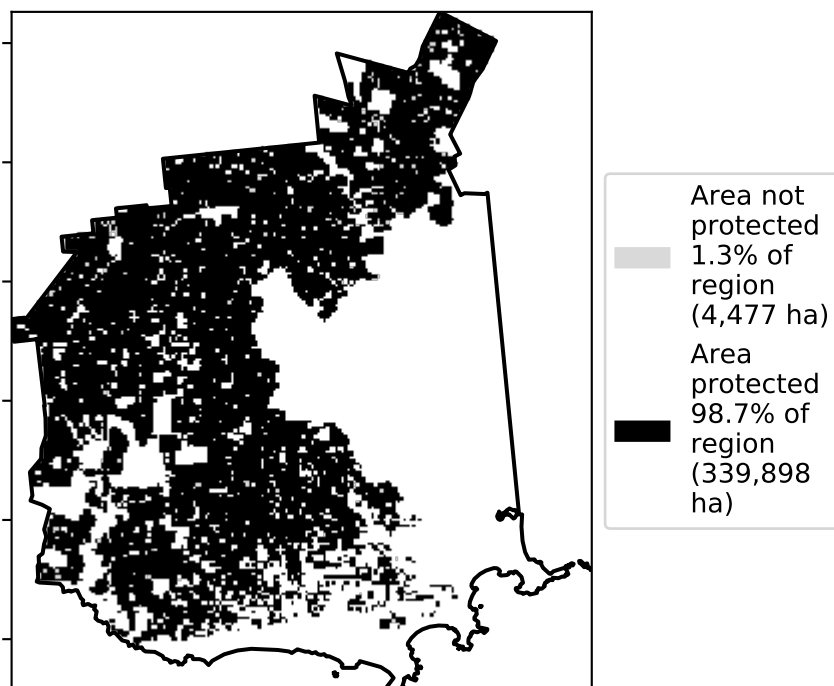 Area not
protected
1.3% of
region
(4,477 ha)
Area
protected
98.7% of
region
(339,898
ha)